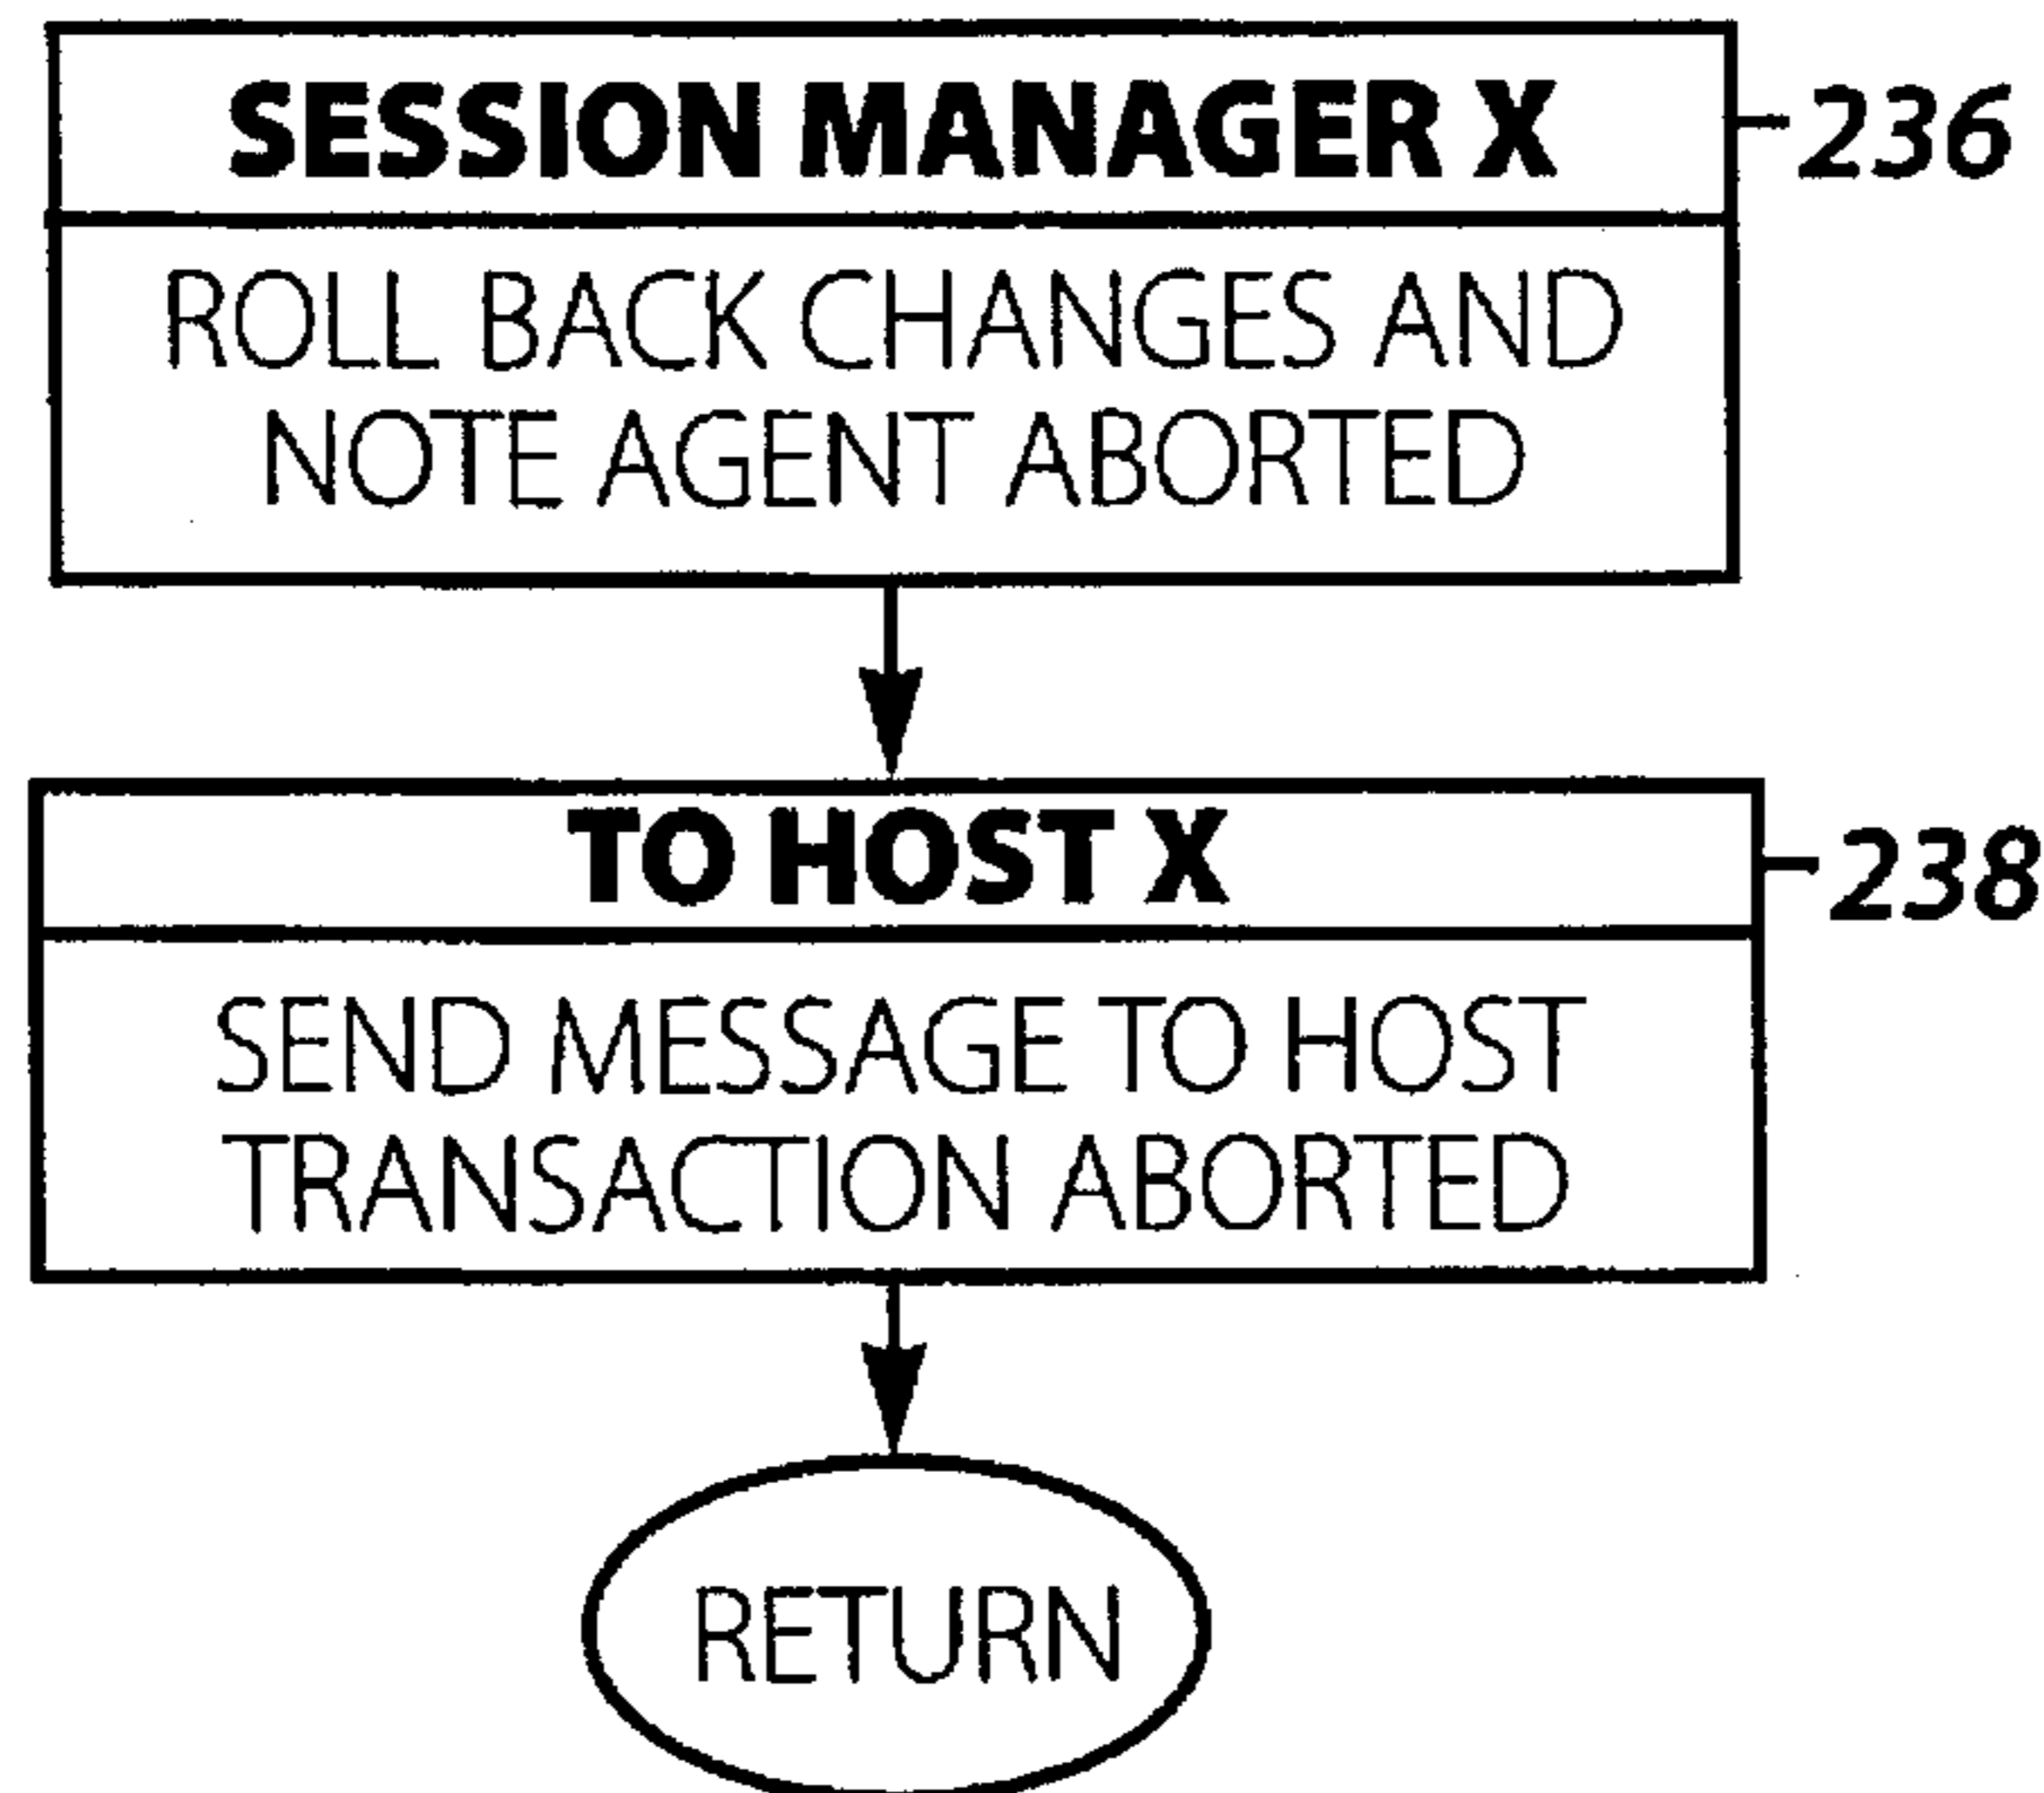 SESSION MANAGER X
236
ROLL BACK CHANGES AND
NOTE AGENT ABORTED
TO HOST X
238
SEND MESSAGE TO HOST
TRANSACTION ABORTED
RETURN